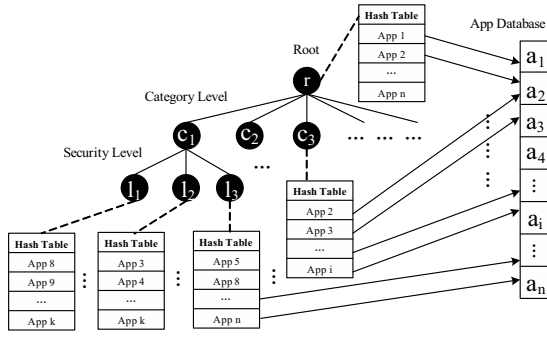 Hash Table
App 1
App 2
...
App n
App Database
Root
r
Category Level
c1
c2
c3
... ... ...
...
Security Level
l1
l2
l3
Hash Table
App 2
App 3
...
App i
Hash Table
App 8
App 9
...
App k
Hash Table
App 3
App 4
...
App k
Hash Table
App 5
App 8
...
App n
a1
a2
a3
a4
⋮
ai
⋮
an